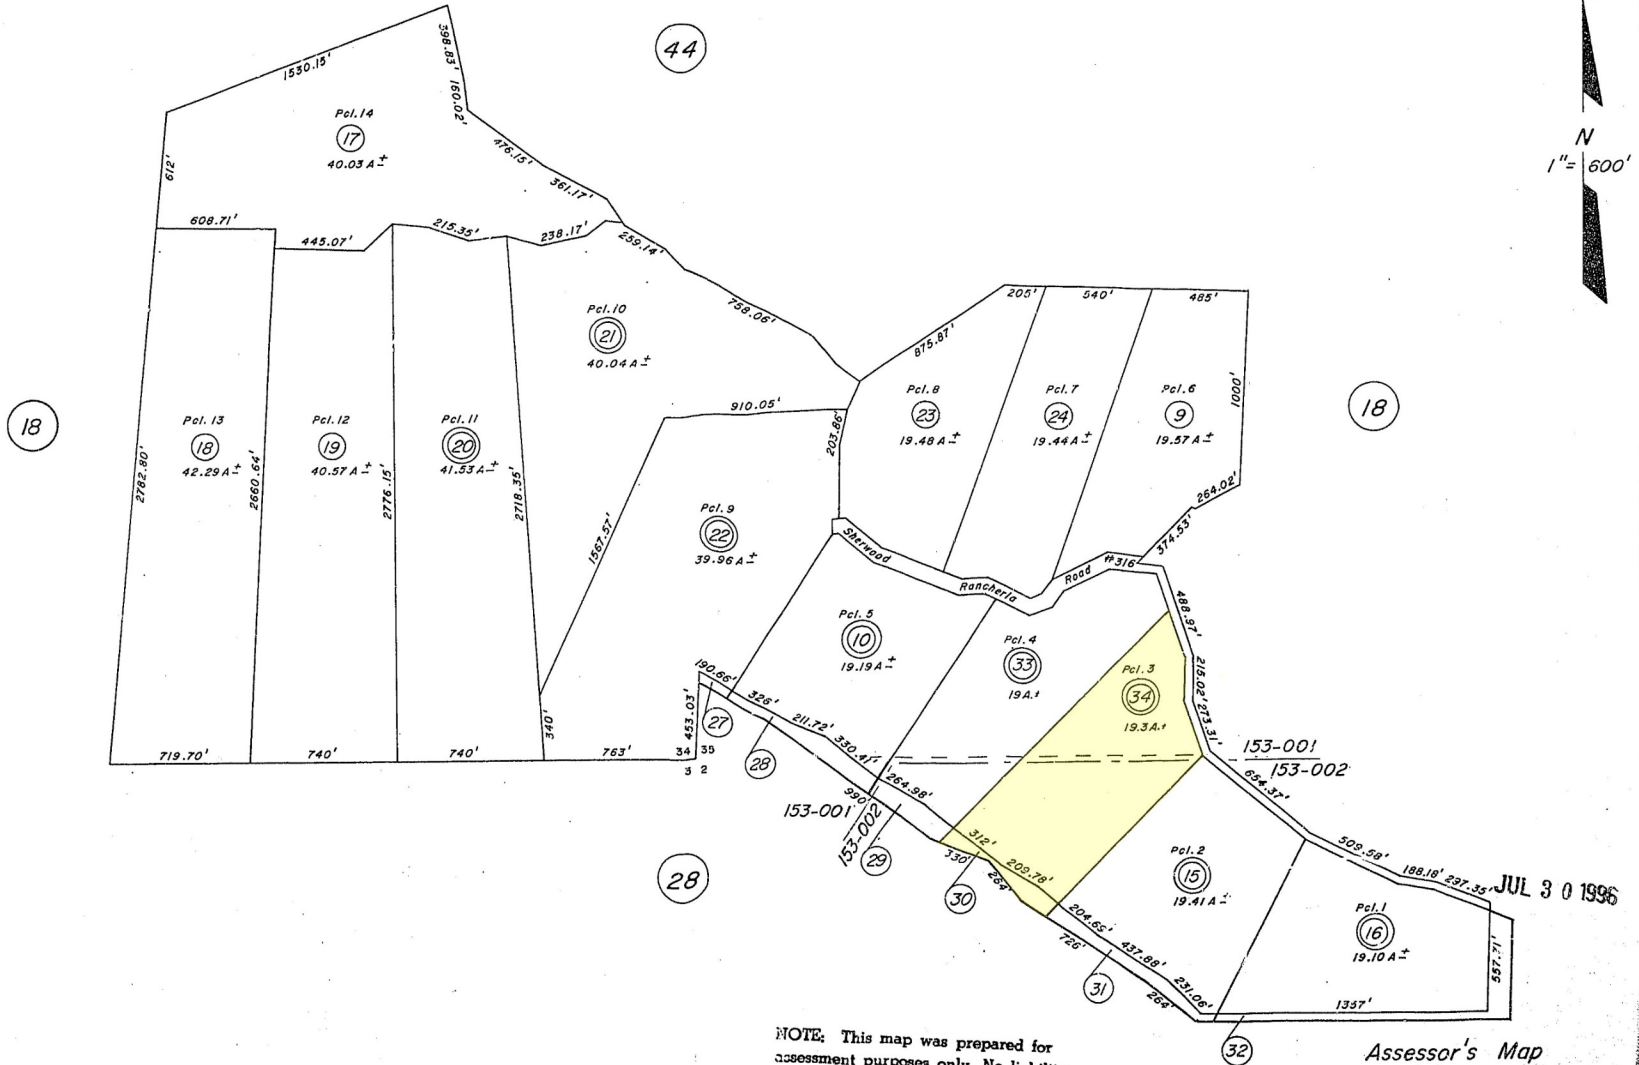 44
1530.15'
398.83'
160.02'
Pcl. 14
17
40.03 A±
612'
476.15'
361.17'
N
1"= 600'
608.71'
445.07'
215.35'
238.17'
259.14'
758.06'
Pcl. 10
21
40.04 A±
205'
540'
485'
875.87'
1000'
18
Pcl. 13
18
42.29 A±
Pcl. 12
19
40.57 A±
Pcl. 11
20
41.53 A±
2782.80'
2660.64'
2776.15'
2718.35'
910.05'
203.86'
Pcl. 8
23
19.48 A±
Pcl. 7
24
19.44 A±
Pcl. 6
9
19.57 A±
18
264.02'
374.53'
1567.57'
Pcl. 9
22
39.96 A±
Sherwood Rancheria Road #316
488.97'
215.02'
273.31'
Pcl. 5
10
19.19 A±
Pcl. 4
33
19 A.±
Pcl. 3
34
19.3 A.±
340'
190.66'
453.03'
326'
211.72'
330.41'
264.98'
27
28
719.70'
740'
740'
763'
34 35
3 2
153-001
153-002
990'
153-001
153-002
29
312'
330'
264'
209.78'
30
654.37'
509.58'
188.18'
297.35'
JUL 30 1996
28
Pcl. 2
15
19.41 A±
Pcl. 1
16
19.10 A±
557.71'
204.65'
437.88'
231.06'
726'
264'
31
1357'
32
NOTE: This map was prepared for
assessment purposes only. No
Assessor's Map